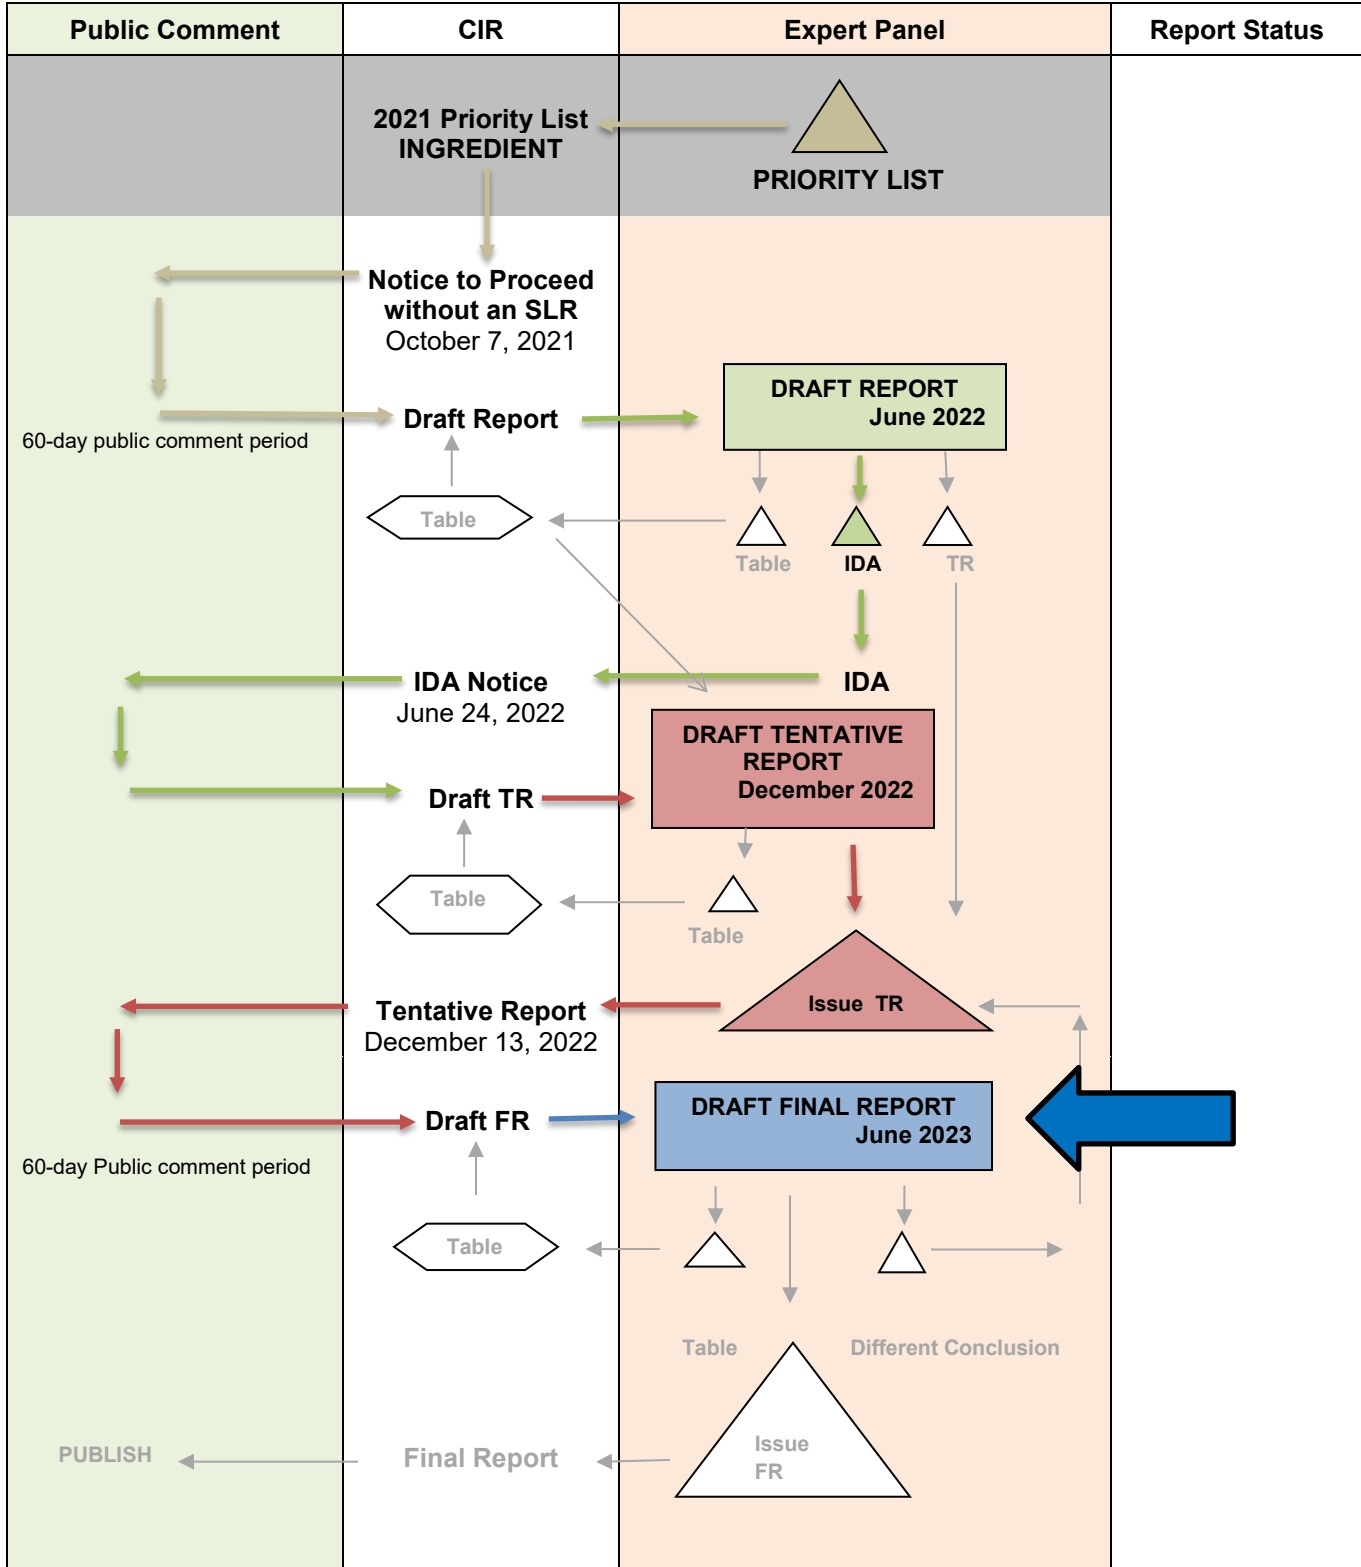 Public Comment
CIR
Expert Panel
Report Status
2021 Priority List
INGREDIENT
PRIORITY LIST
Notice to Proceed
without an SLR
October 7, 2021
DRAFT REPORT
June 2022
Draft Report
60-day public comment period
Table
Table
IDA
TR
IDA Notice
June 24, 2022
IDA
DRAFT TENTATIVE
REPORT
December 2022
Draft TR
Table
Table
Issue TR
Tentative Report
December 13, 2022
DRAFT FINAL REPORT
June 2023
Draft FR
60-day Public comment period
Table
Table
Different Conclusion
Issue
FR
Final Report
PUBLISH